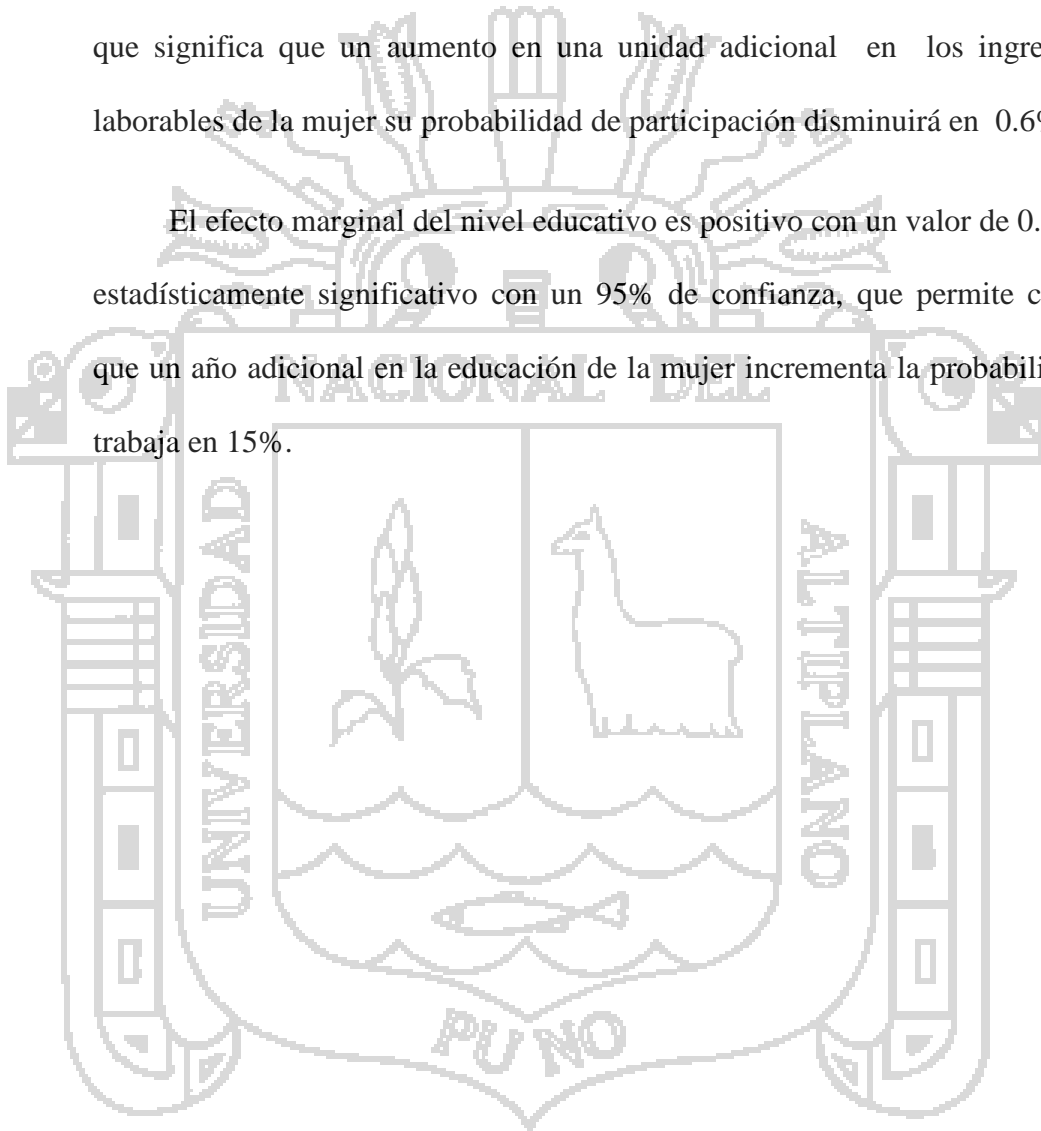 que significa que un aumento en una unidad adicional en los ingre
laborables de la mujer su probabilidad de participación disminuirá en 0.6
El efecto marginal del nivel educativo es positivo con un valor de 0.
estadísticamente significativo con un 95% de confianza, que permite c
que un año adicional en la educación de la mujer incrementa la probabili
trabaja en 15%.
NACIONAL DEL
UNIVERSIDAD
ALTIPLANO
PUNO